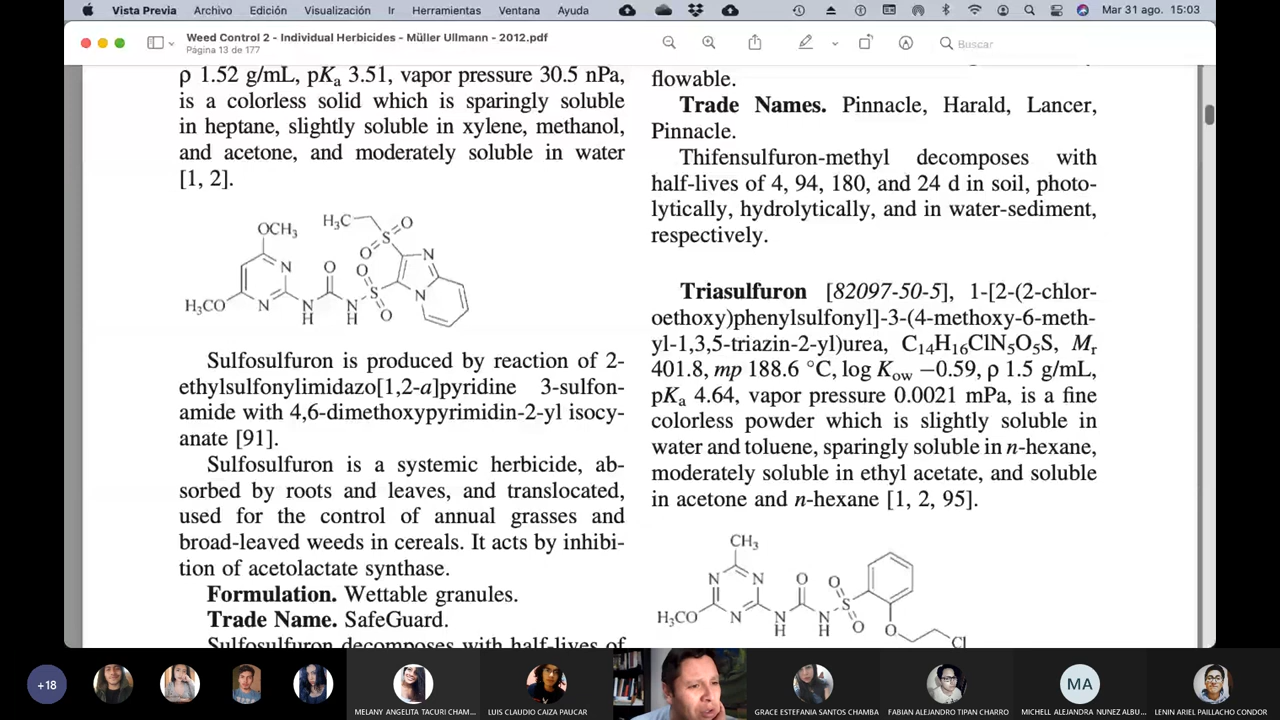 Vista Previa Archivo Edición Visualización Ir Herramientas Ventana Ayuda Mar 31 ago. 15:03
Weed Control 2 - Individual Herbicides - Müller Ullmann - 2012.pdf
Página 13 de 177
Buscar
ρ 1.52 g/mL, pKa 3.51, vapor pressure 30.5 nPa,
is a colorless solid which is sparingly soluble
in heptane, slightly soluble in xylene, methanol,
and acetone, and moderately soluble in water
[1, 2].
OCH3
H3C
O
S
O
N
O
O
N
H3CO
N
N
H
N
H
S
O
N
Sulfosulfuron is produced by reaction of 2-
ethylsulfonylimidazo[1,2-a]pyridine 3-sulfon-
amide with 4,6-dimethoxypyrimidin-2-yl isocy-
anate [91].
Sulfosulfuron is a systemic herbicide, ab-
sorbed by roots and leaves, and translocated,
used for the control of annual grasses and
broad-leaved weeds in cereals. It acts by inhibi-
tion of acetolactate synthase.
Formulation. Wettable granules.
Trade Name. SafeGuard.
Sulfosulfuron decomposes with half-lives of
flowable.
Trade Names. Pinnacle, Harald, Lancer,
Pinnacle.
Thifensulfuron-methyl decomposes with
half-lives of 4, 94, 180, and 24 d in soil, photo-
lytically, hydrolytically, and in water-sediment,
respectively.
Triasulfuron [82097-50-5], 1-[2-(2-chlor-
oethoxy)phenylsulfonyl]-3-(4-methoxy-6-meth-
yl-1,3,5-triazin-2-yl)urea, C14H16ClN5O5S, Mr
401.8, mp 188.6 °C, log Kow −0.59, ρ 1.5 g/mL,
pKa 4.64, vapor pressure 0.0021 mPa, is a fine
colorless powder which is slightly soluble in
water and toluene, sparingly soluble in n-hexane,
moderately soluble in ethyl acetate, and soluble
in acetone and n-hexane [1, 2, 95].
CH3
N
N
O
O
H3CO
N
N
H
N
H
S
O
O
Cl
+18
MELANY ANGELITA TACURI CHAM...
LUIS CLAUDIO CAIZA PAUCAR
GRACE ESTEFANIA SANTOS CHAMBA
FABIAN ALEJANDRO TIPAN CHARRO
MA
MICHELL ALEJANDRA NUNEZ ALBU...
LENIN ARIEL PAILLACHO CONDOR